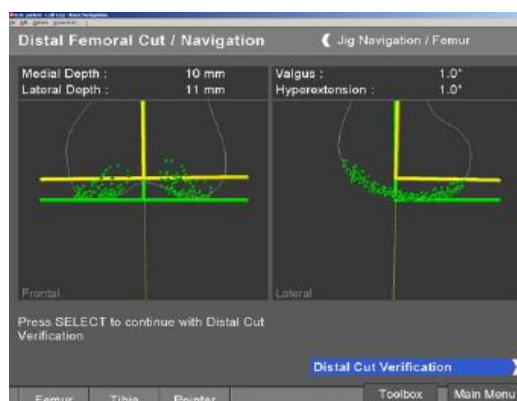 Distal Femoral Cut / Navigation
Jig Navigation / Femur
Medial Depth : 10 mm
Lateral Depth : 11 mm
Valgus : 1.0°
Hyperextension : 1.0°
Frontal
Lateral
Press SELECT to continue with Distal Cut
Verification
Distal Cut Verification
Femur Tibia Pointer Toolbox Main Menu